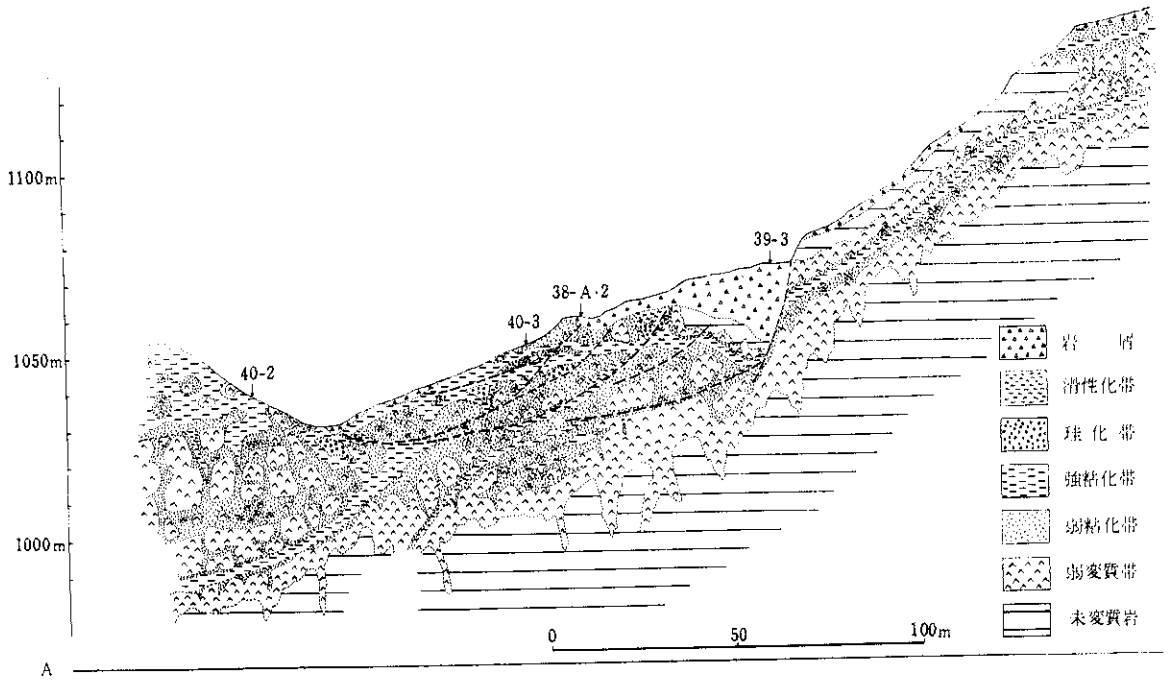 1100m
39-3
38-A・2
40-3
1050m
40-2
岩屑
滑性化帯
珪化帯
強粘化帯
弱粘化帯
1000m
弱変質帯
未変質岩
0 50 100m
A